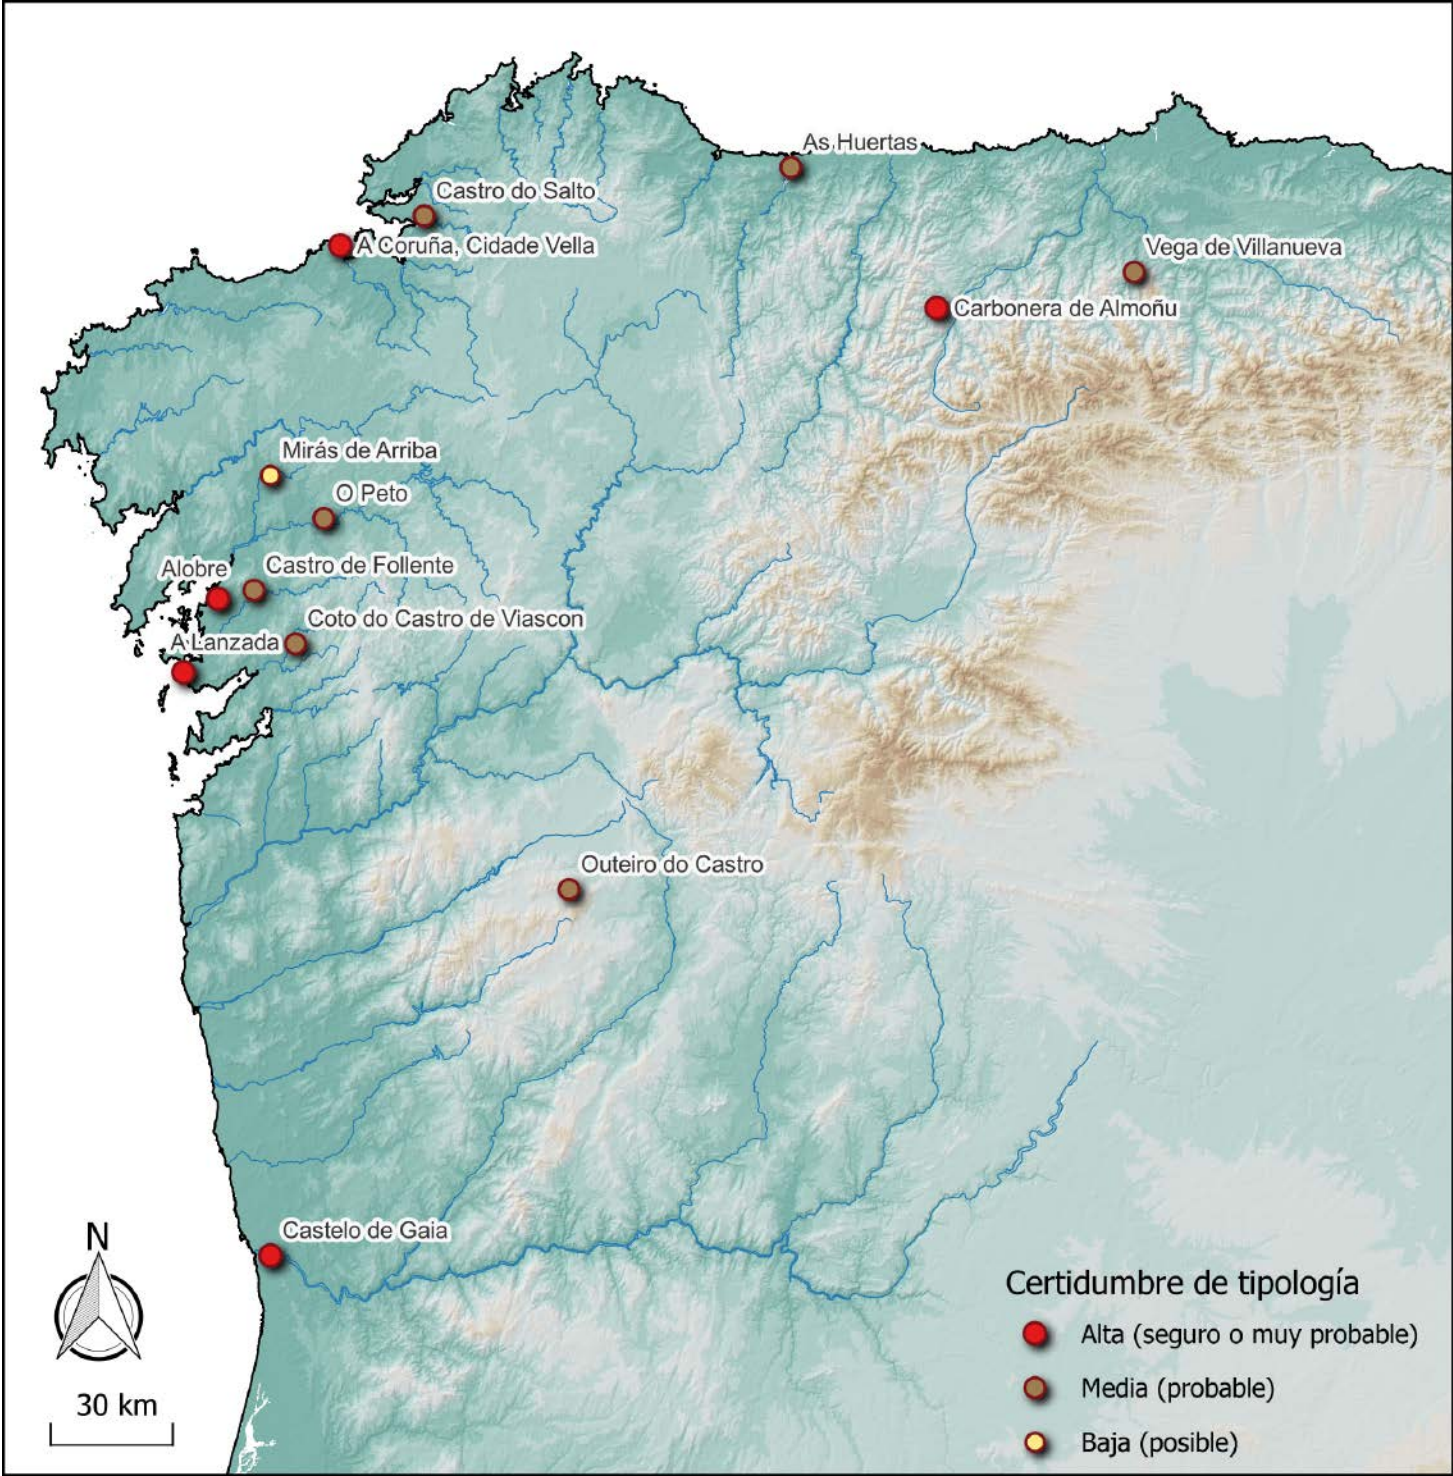 As Huertas
Castro do Salto
A Coruña, Cidade Vella
Vega de Villanueva
Carbonera de Almoñu
Mirás de Arriba
O Peto
Alobre
Castro de Follente
Coto do Castro de Viascon
A Lanzada
Outeiro do Castro
Castelo de Gaia
N
30 km
Certidumbre de tipología
Alta (seguro o muy probable)
Media (probable)
Baja (posible)